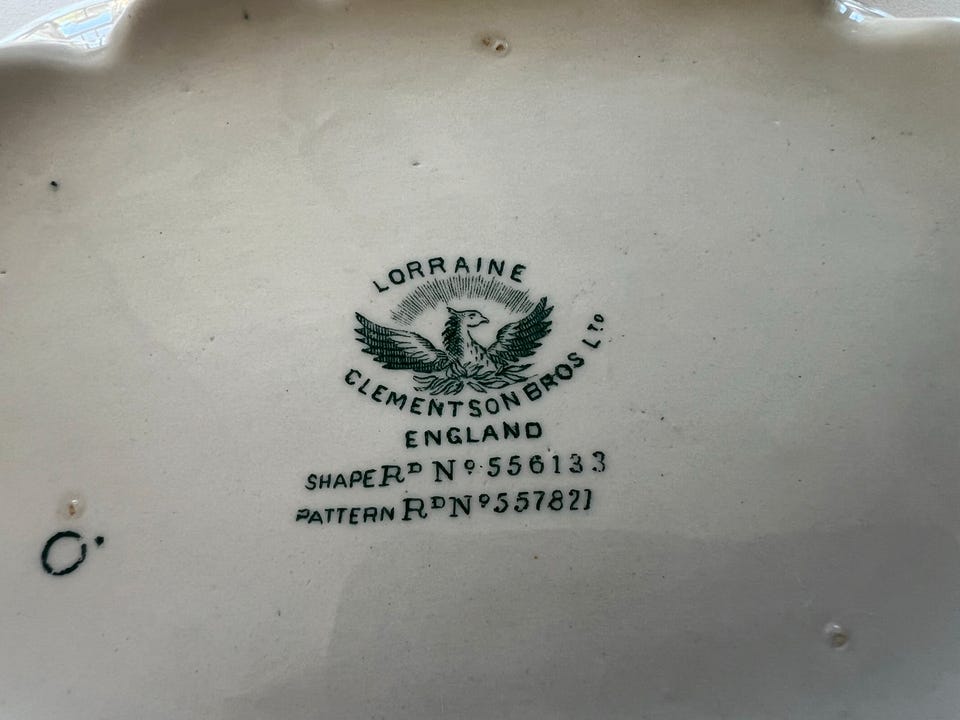 LORRAINE
CLEMENTSON BROS LTD
ENGLAND
SHAPE RD No. 556133
PATTERN RD No 557821
O.